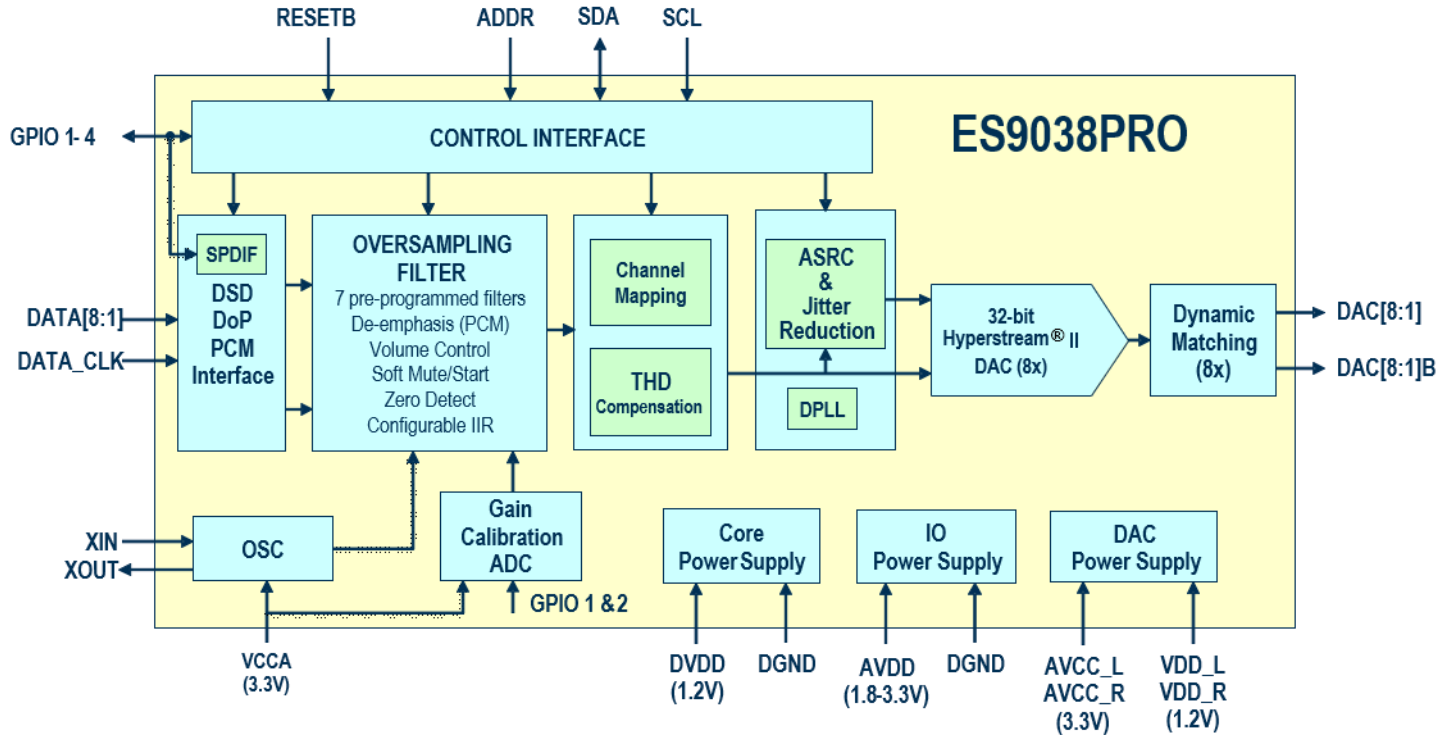 RESETB
ADDR
SDA
SCL
GPIO 1- 4
CONTROL INTERFACE
ES9038PRO
SPDIF
DSD
DoP
PCM
Interface
DATA[8:1]
DATA_CLK
OVERSAMPLING
FILTER
7 pre-programmed filters
De-emphasis (PCM)
Volume Control
Soft Mute/Start
Zero Detect
Configurable IIR
Channel
Mapping
THD
Compensation
ASRC
&
Jitter
Reduction
DPLL
32-bit
Hyperstream® II
DAC (8x)
Dynamic
Matching
(8x)
DAC[8:1]
DAC[8:1]B
XIN
XOUT
OSC
Gain
Calibration
ADC
GPIO 1 &2
Core
Power Supply
IO
Power Supply
DAC
Power Supply
VCCA
(3.3V)
DVDD
(1.2V)
DGND
AVDD
(1.8-3.3V)
DGND
AVCC_L
AVCC_R
(3.3V)
VDD_L
VDD_R
(1.2V)